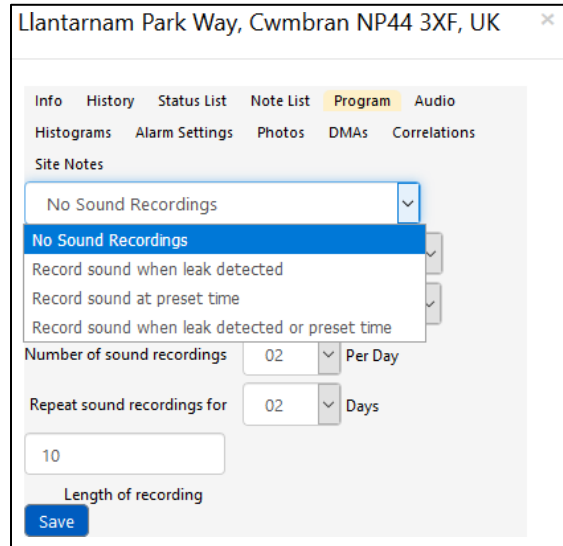 Llantarnam Park Way, Cwmbran NP44 3XF, UK ×
Info History Status List Note List Program Audio
Histograms Alarm Settings Photos DMAs Correlations
Site Notes
No Sound Recordings
No Sound Recordings
Record sound when leak detected
Record sound at preset time
Record sound when leak detected or preset time
Number of sound recordings 02 Per Day
Repeat sound recordings for 02 Days
10
Length of recording
Save